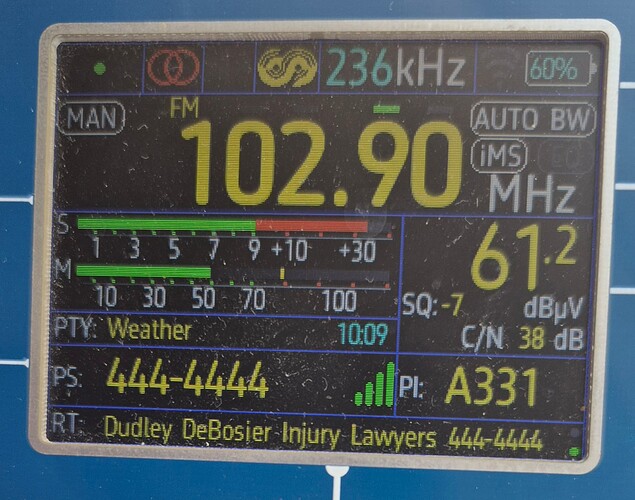 236kHz 60%
MAN FM 102.90 MHz AUTO BW
iMS EQ
S 1 3 5 7 9 +10 +30
M 10 30 50 70 100
61.2 dBµV
SQ: -7
C/N 38 dB
PTY: Weather 10:09
PS: 444-4444 PI: A331
RT: Dudley DeBosier Injury Lawyers 444-4444